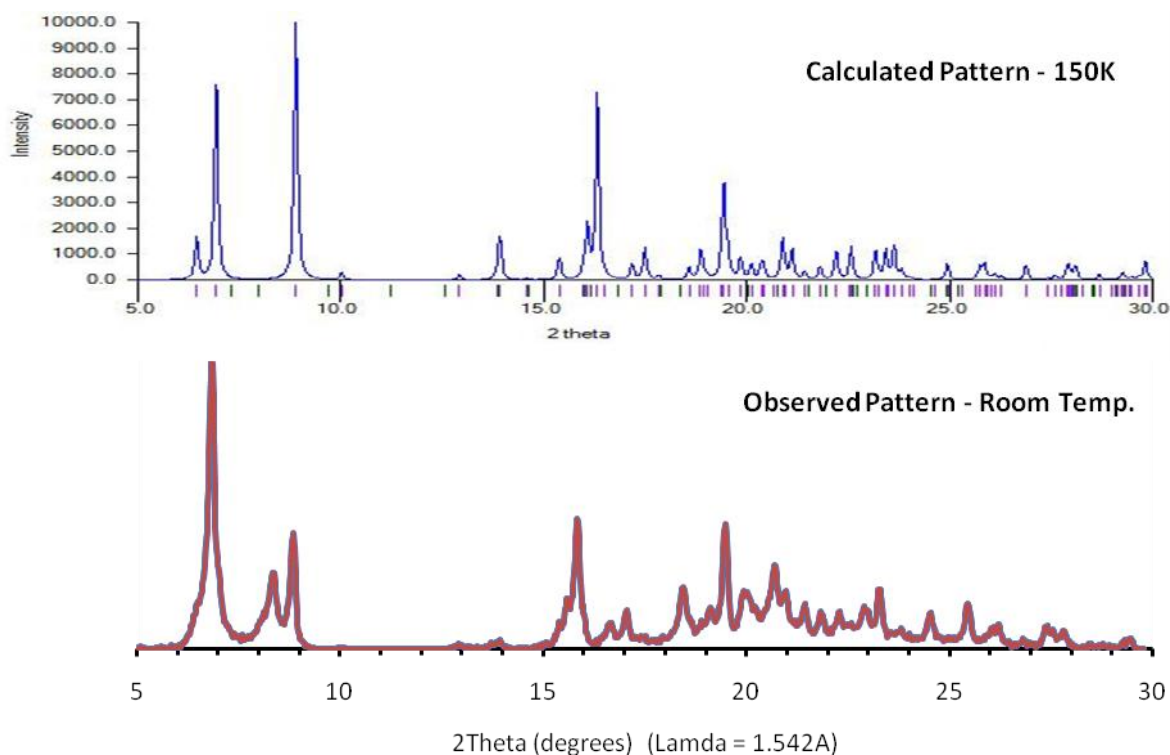 10000.0
9000.0
8000.0
7000.0
6000.0
5000.0
4000.0
3000.0
2000.0
1000.0
0.0
Intensity
Calculated Pattern - 150K
5.0 10.0 15.0 20.0 25.0 30.0
2 theta
Observed Pattern - Room Temp.
5 10 15 20 25 30
2Theta (degrees) (Lamda = 1.542A)